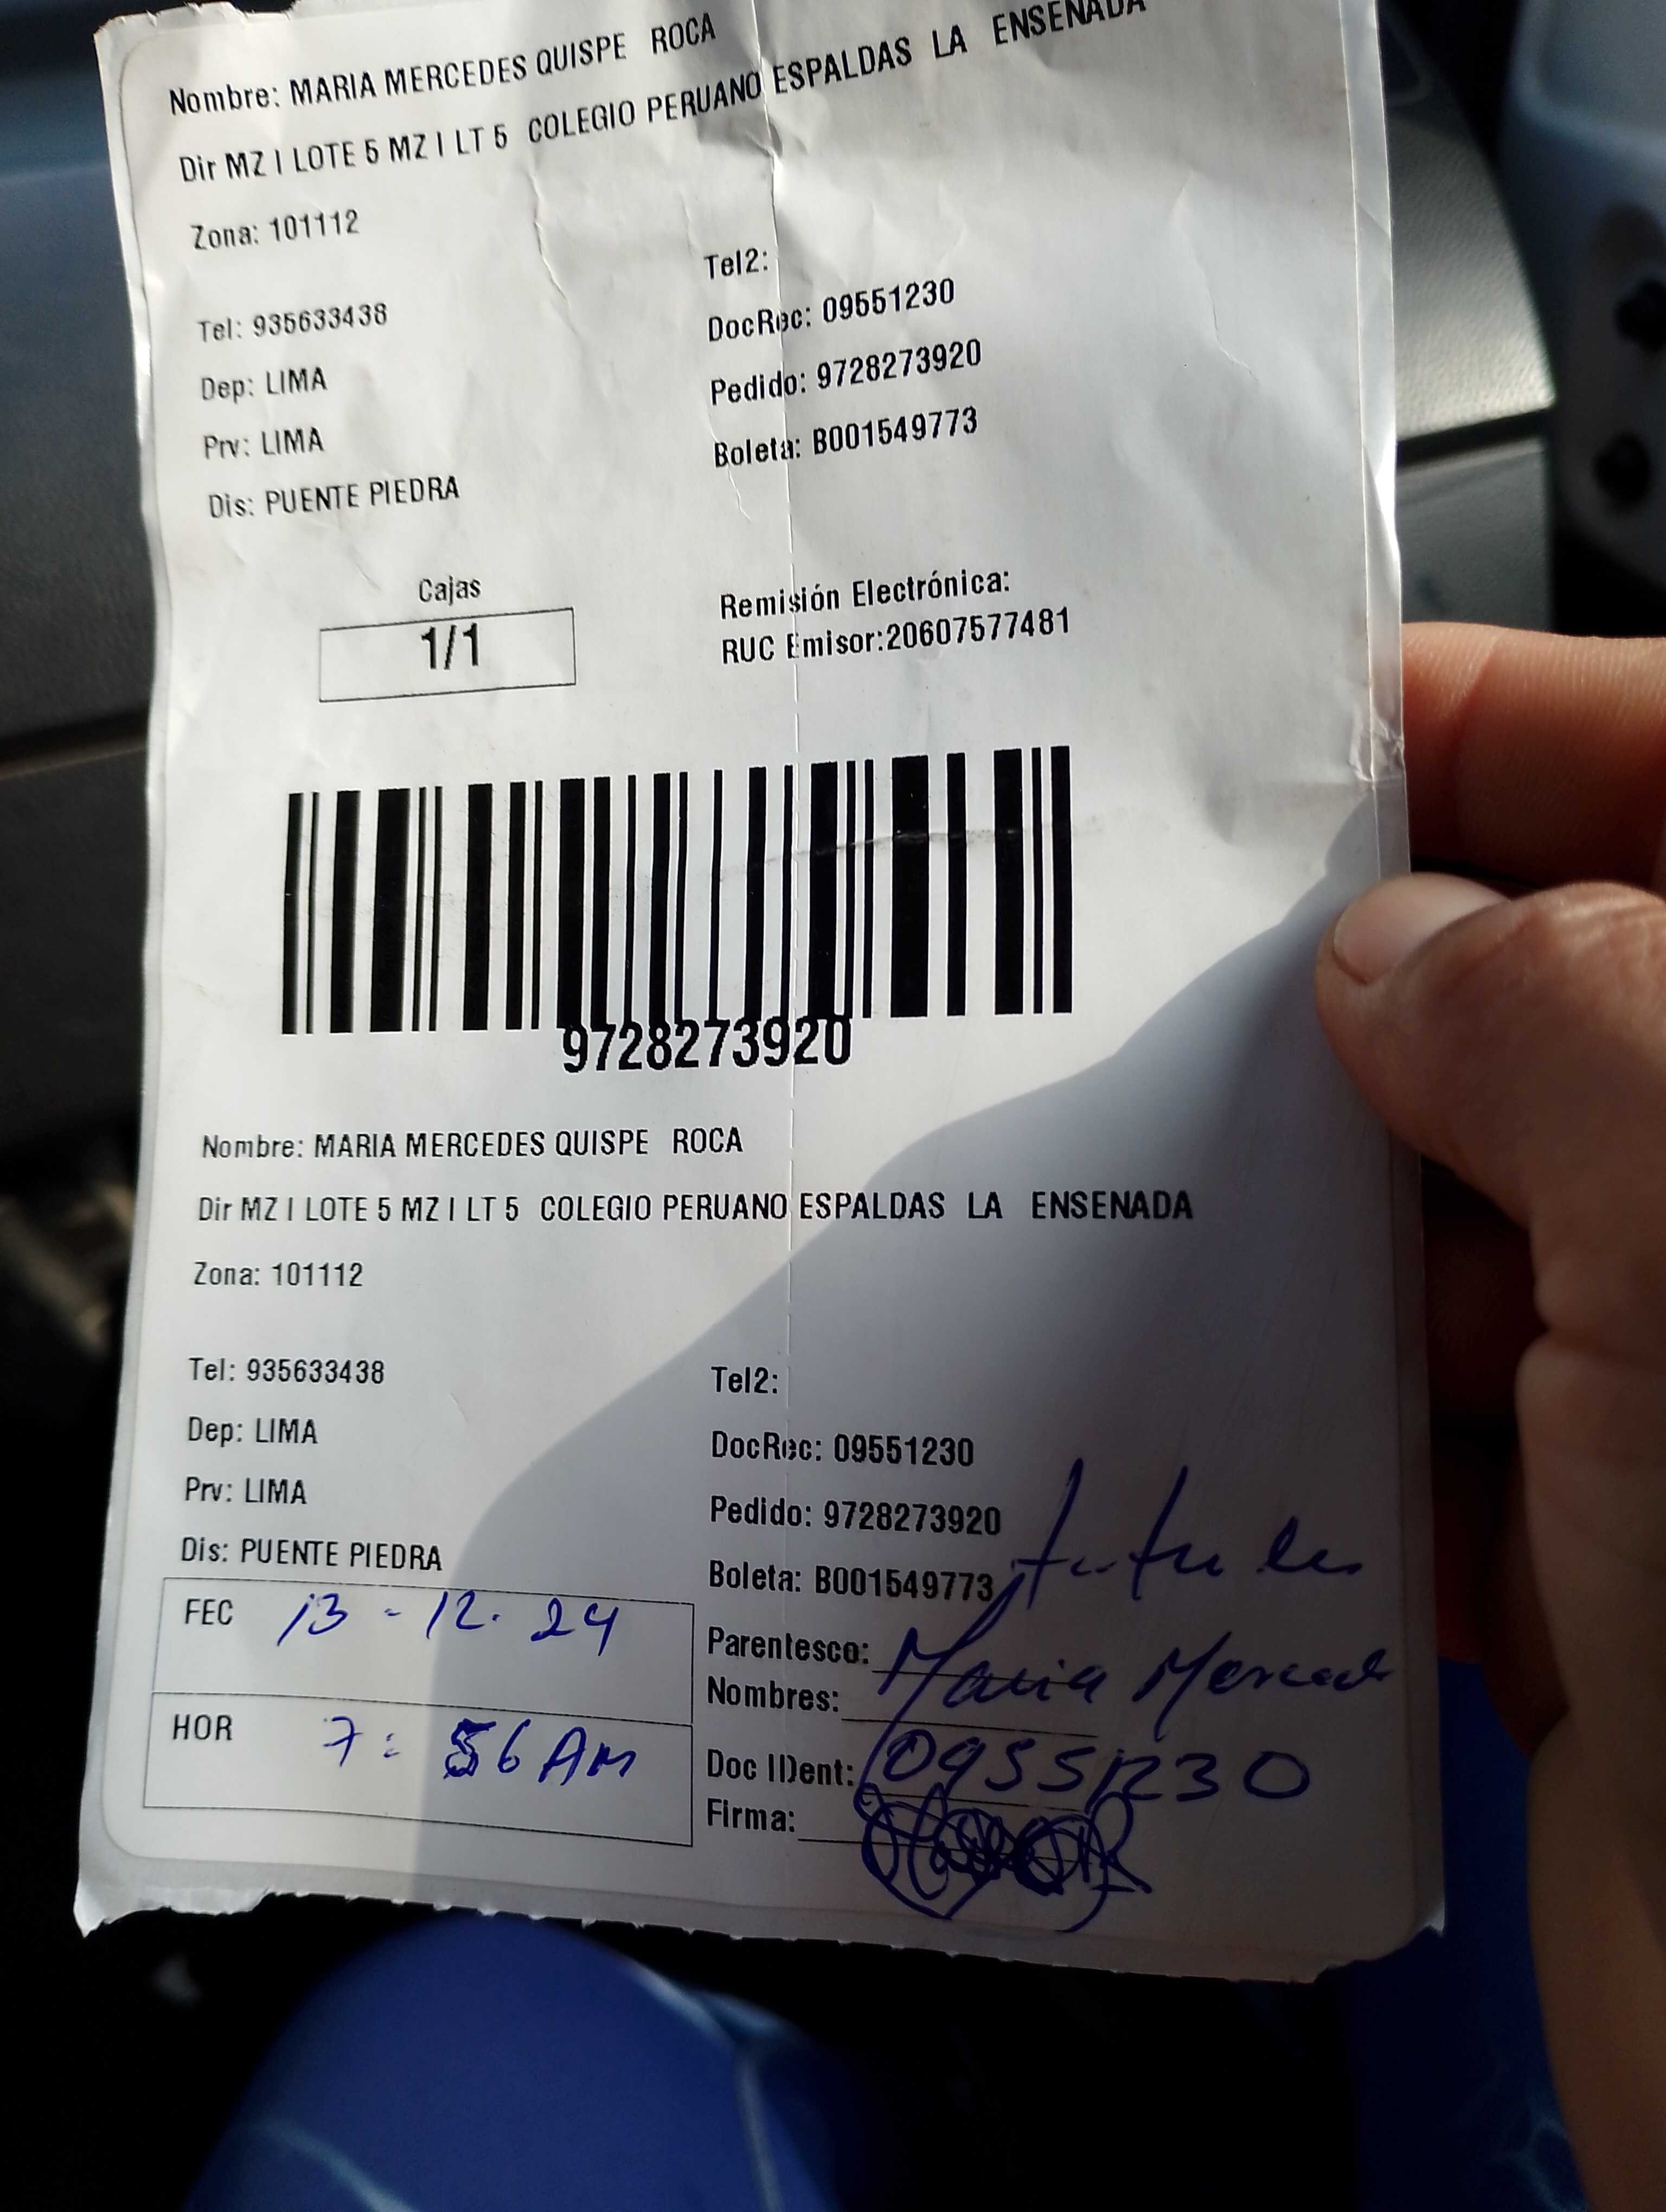 Nombre: MARIA MERCEDES QUISPE ROCA
Dir MZ I LOTE 5 MZ I LT 5 COLEGIO PERUANO ESPALDAS LA ENSENADA
Zona: 101112
Tel: 935633438
Tel2:
Dep: LIMA
DocRec: 09551230
Prv: LIMA
Pedido: 9728273920
Dis: PUENTE PIEDRA
Boleta: B001549773
Cajas
1/1
Remisión Electrónica:
RUC Emisor:20607577481
9728273920
Nombre: MARIA MERCEDES QUISPE ROCA
Dir MZ I LOTE 5 MZ I LT 5 COLEGIO PERUANO ESPALDAS LA ENSENADA
Zona: 101112
Tel: 935633438
Tel2:
Dep: LIMA
DocRec: 09551230
Prv: LIMA
Pedido: 9728273920
Dis: PUENTE PIEDRA
Boleta: B001549773
FEC 13-12.24
Parentesco:
Nombres: Maria
HOR 7:56 AM
Doc IDent: 09551230
Firma: